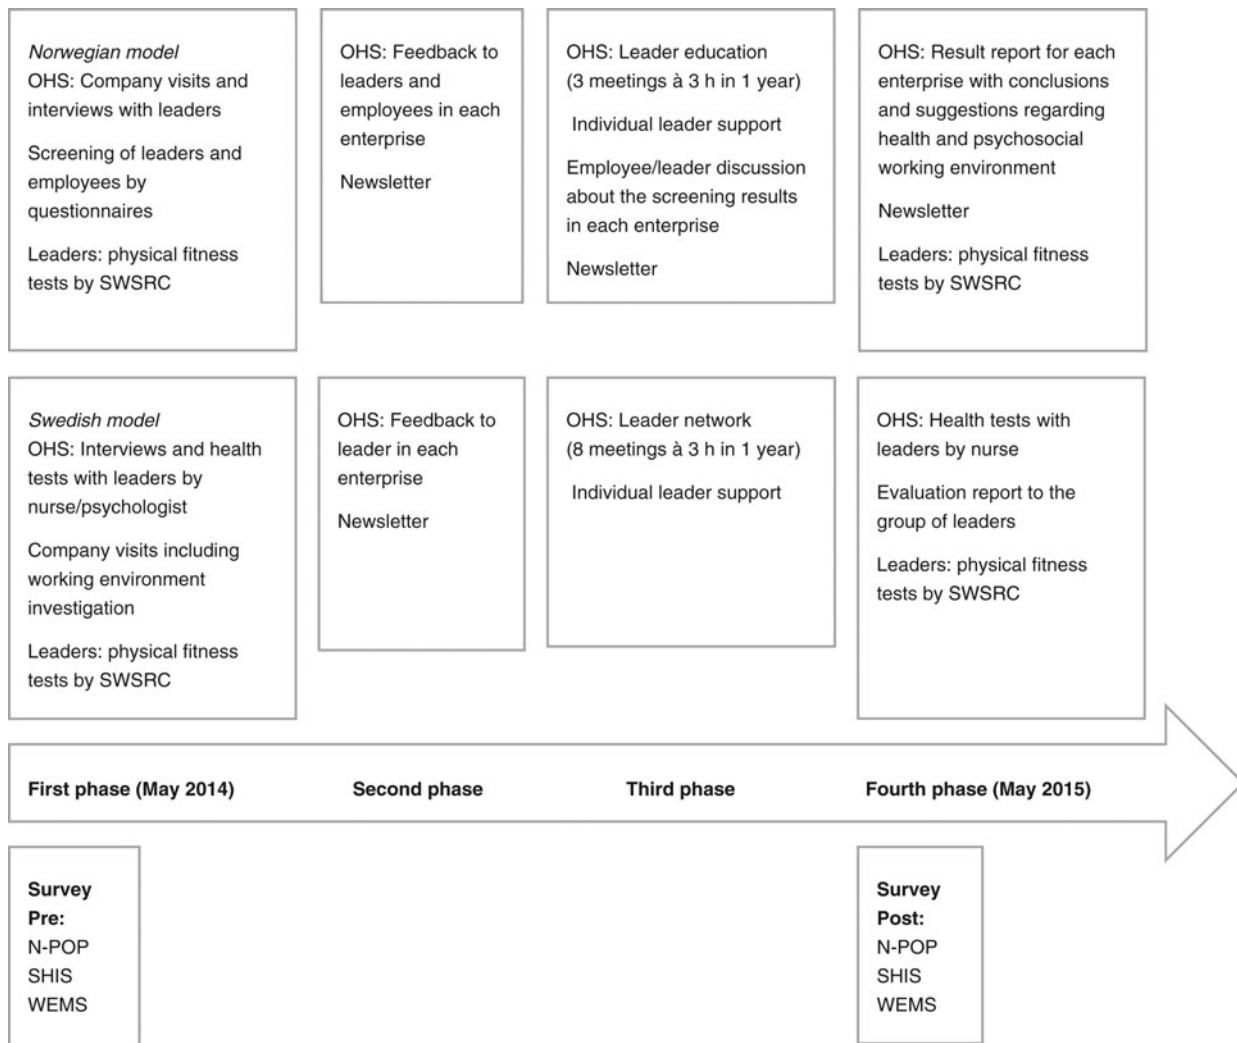 Norwegian model
OHS: Company visits and
interviews with leaders
Screening of leaders and
employees by
questionnaires
Leaders: physical fitness
tests by SWSRC
OHS: Feedback to
leaders and
employees in each
enterprise
Newsletter
OHS: Leader education
(3 meetings à 3 h in 1 year)
Individual leader support
Employee/leader discussion
about the screening results
in each enterprise
Newsletter
OHS: Result report for each
enterprise with conclusions
and suggestions regarding
health and psychosocial
working environment
Newsletter
Leaders: physical fitness
tests by SWSRC
Swedish model
OHS: Interviews and health
tests with leaders by
nurse/psychologist
Company visits including
working environment
investigation
Leaders: physical fitness
tests by SWSRC
OHS: Feedback to
leader in each
enterprise
Newsletter
OHS: Leader network
(8 meetings à 3 h in 1 year)
Individual leader support
OHS: Health tests with
leaders by nurse
Evaluation report to the
group of leaders
Leaders: physical fitness
tests by SWSRC
First phase (May 2014)
Second phase
Third phase
Fourth phase (May 2015)
Survey
Pre:
N-POP
SHIS
WEMS
Survey
Post:
N-POP
SHIS
WEMS